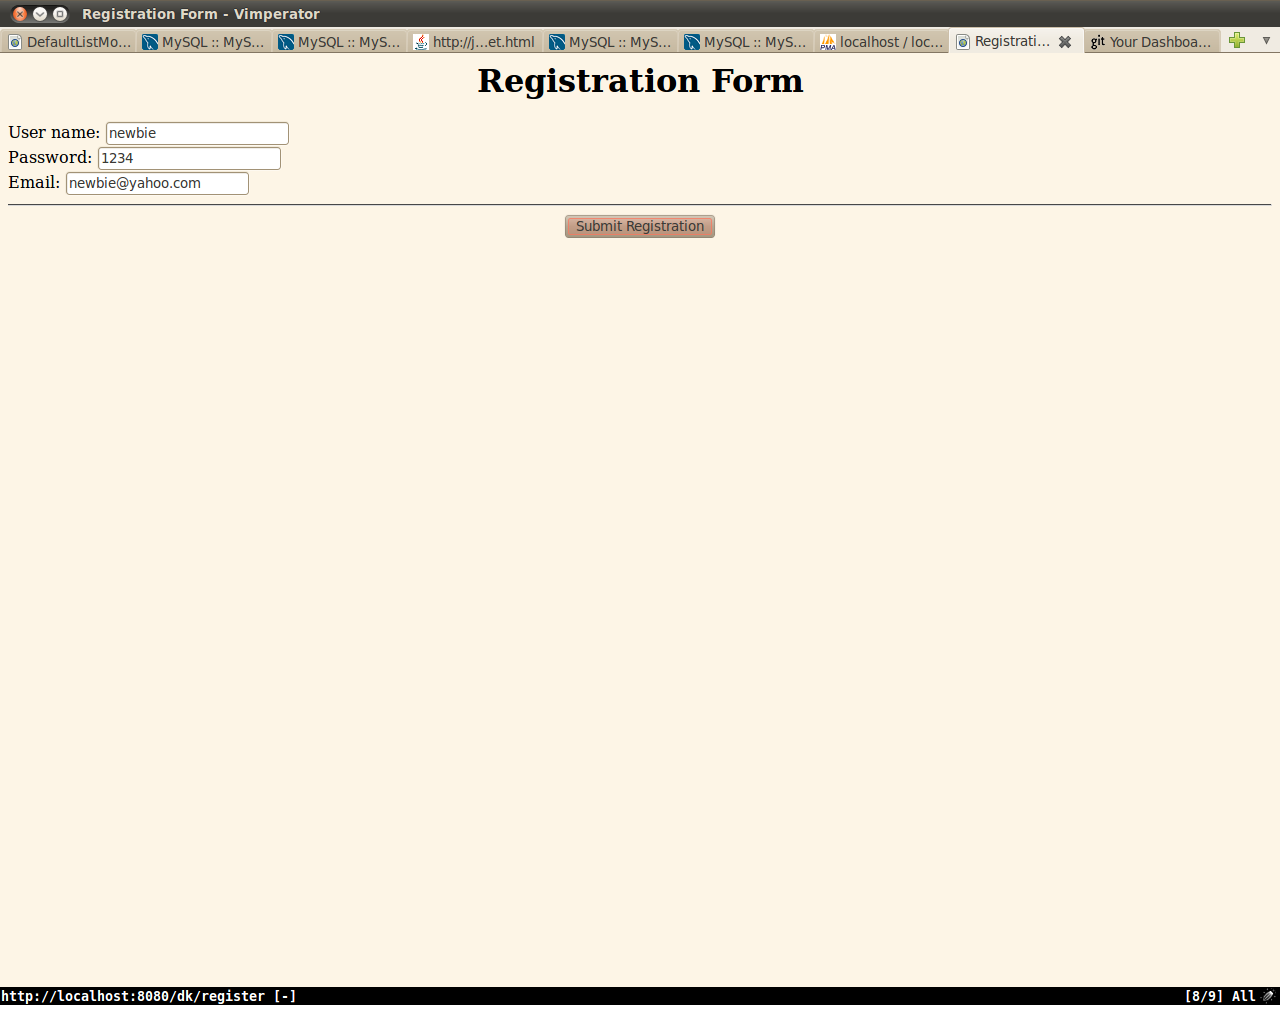 Registration Form - Vimperator
DefaultListMo... MySQL :: MyS... MySQL :: MyS... http://j...et.html MySQL :: MyS... MySQL :: MyS... PMA localhost / loc... Registrati... git Your Dashboa...
Registration Form
User name: newbie
Password: 1234
Email: newbie@yahoo.com
Submit Registration
http://localhost:8080/dk/register [-] [8/9] All